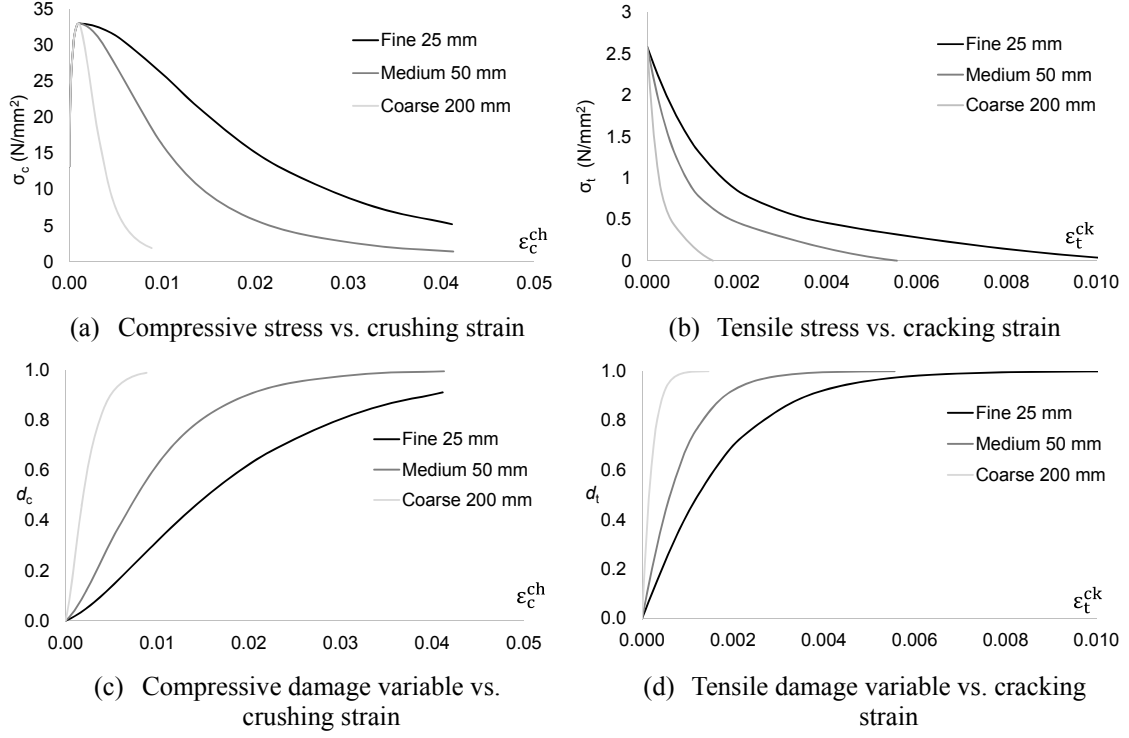 35
30
25
20
15
10
5
0
σc (N/mm²)
0.00 0.01 0.02 0.03 0.04 0.05
Fine 25 mm
Medium 50 mm
Coarse 200 mm
εcch
(a) Compressive stress vs. crushing strain
3
2.5
2
1.5
1
0.5
0
σt (N/mm²)
0.000 0.002 0.004 0.006 0.008 0.010
Fine 25 mm
Medium 50 mm
Coarse 200 mm
εtck
(b) Tensile stress vs. cracking strain
1.0
0.8
0.6
dc
0.4
0.2
0.0
0.00 0.01 0.02 0.03 0.04 0.05
Fine 25 mm
Medium 50 mm
Coarse 200 mm
εcch
(c) Compressive damage variable vs.
crushing strain
1.0
0.8
0.6
dt
0.4
0.2
0.0
0.000 0.002 0.004 0.006 0.008 0.010
Fine 25 mm
Medium 50 mm
Coarse 200 mm
εtck
(d) Tensile damage variable vs. cracking
strain